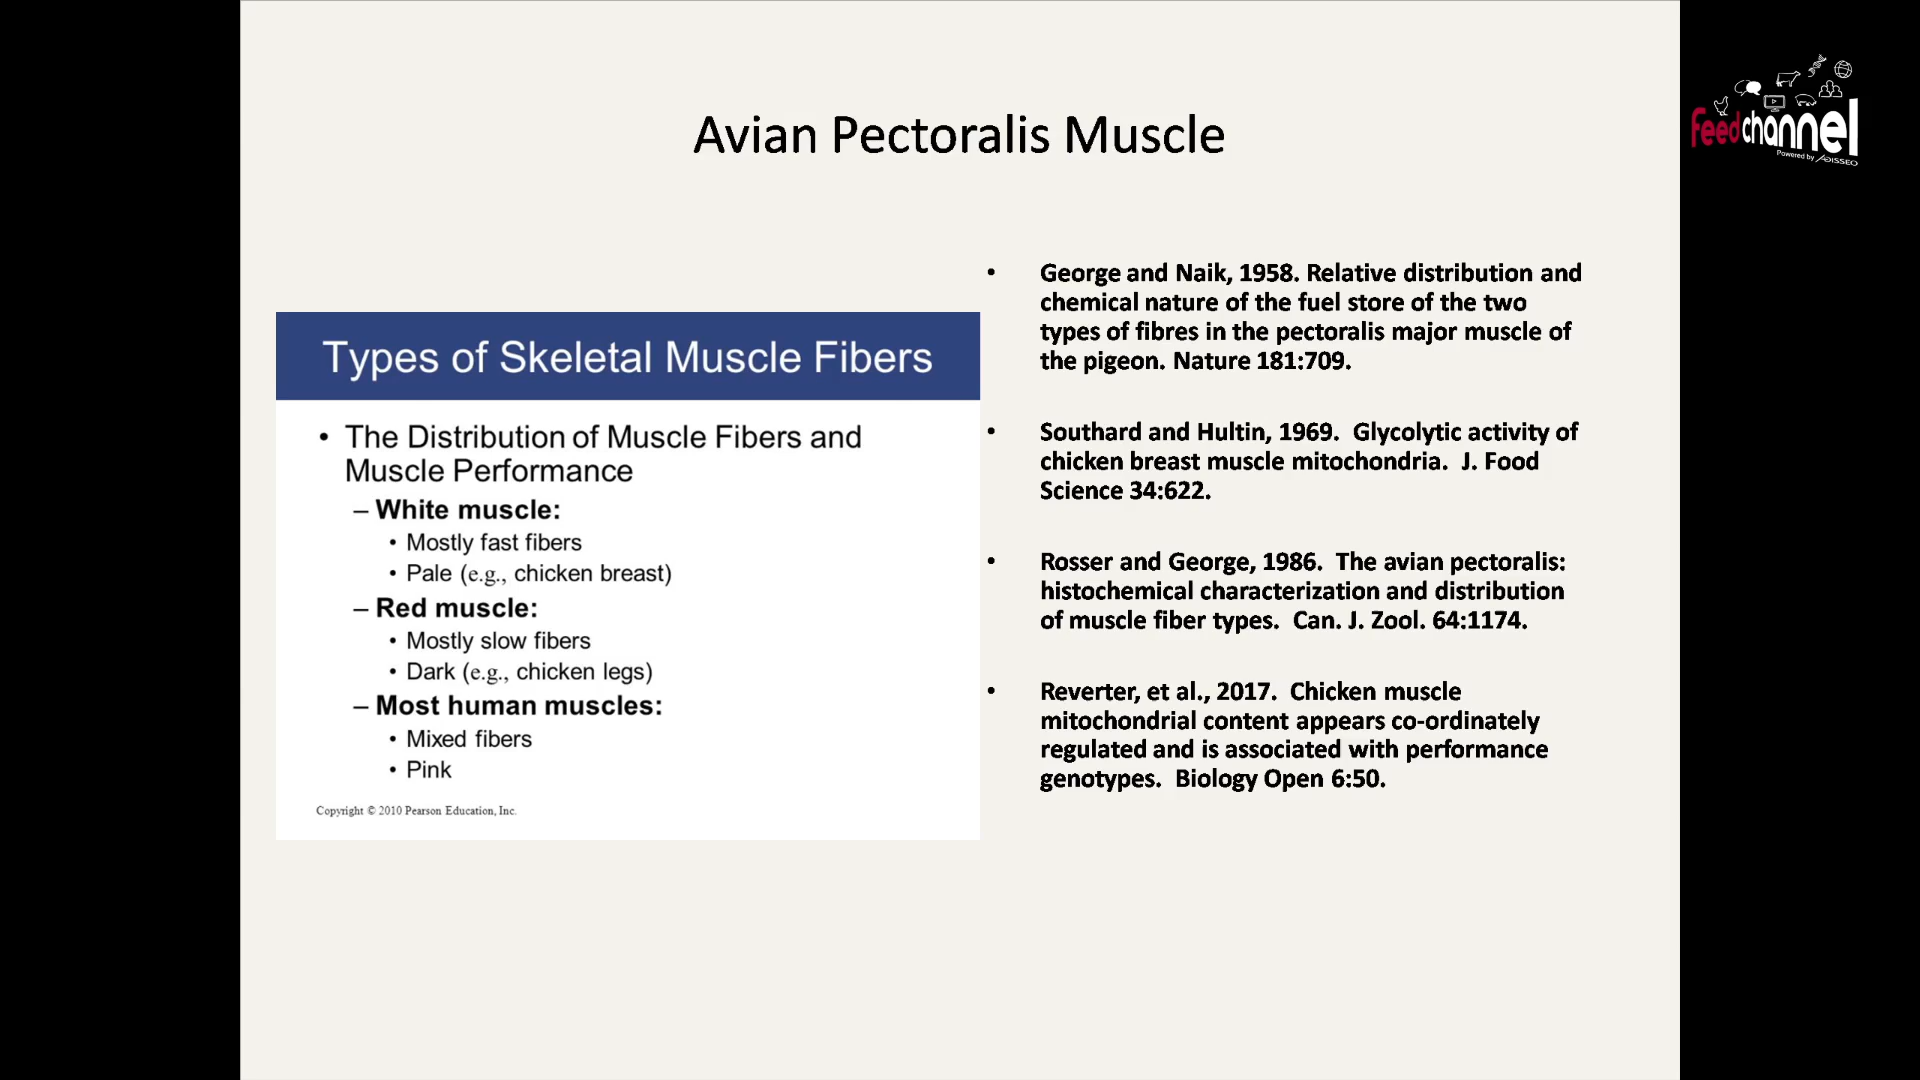 Avian Pectoralis Muscle
feedchannel
Powered by ADISSEO
Types of Skeletal Muscle Fibers
• The Distribution of Muscle Fibers and
Muscle Performance
– White muscle:
• Mostly fast fibers
• Pale (e.g., chicken breast)
– Red muscle:
• Mostly slow fibers
• Dark (e.g., chicken legs)
– Most human muscles:
• Mixed fibers
• Pink
Copyright © 2010 Pearson Education, Inc.
• George and Naik, 1958. Relative distribution and
chemical nature of the fuel store of the two
types of fibres in the pectoralis major muscle of
the pigeon. Nature 181:709.
• Southard and Hultin, 1969.  Glycolytic activity of
chicken breast muscle mitochondria.  J. Food
Science 34:622.
• Rosser and George, 1986.  The avian pectoralis:
histochemical characterization and distribution
of muscle fiber types.  Can. J. Zool. 64:1174.
• Reverter, et al., 2017.  Chicken muscle
mitochondrial content appears co-ordinately
regulated and is associated with performance
genotypes.  Biology Open 6:50.